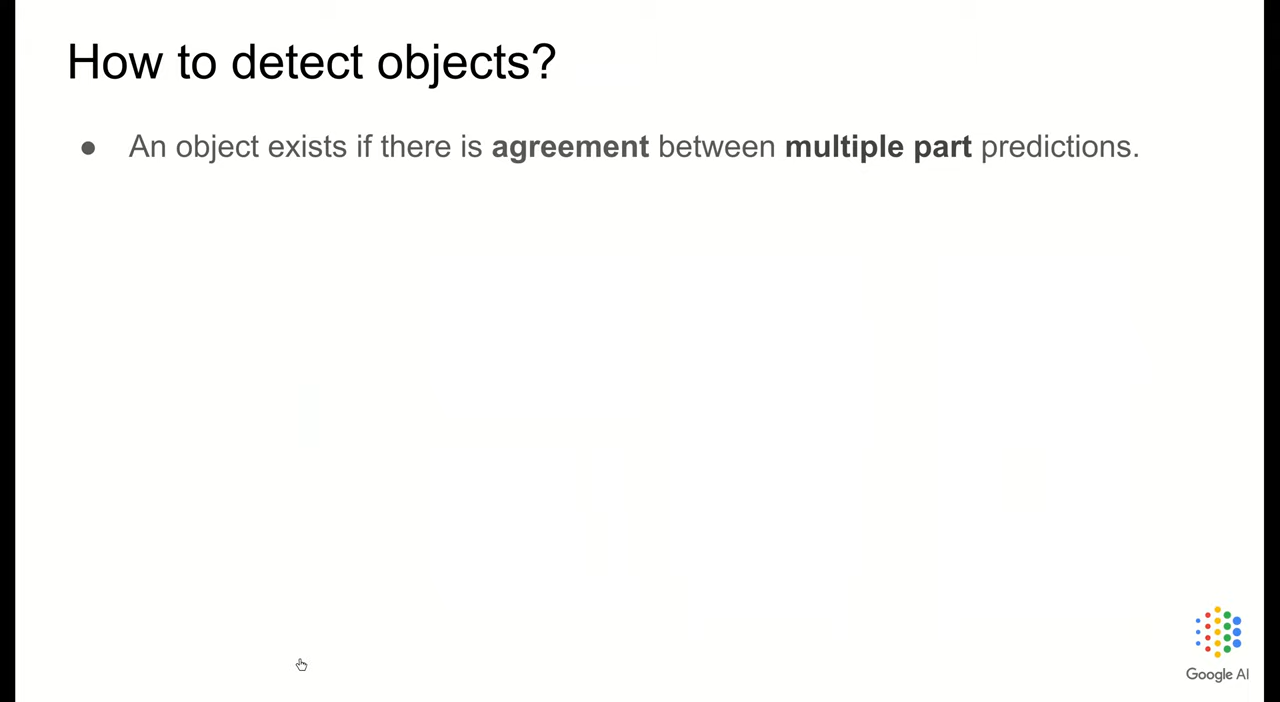 How to detect objects?
● An object exists if there is agreement between multiple part predictions.
Google AI